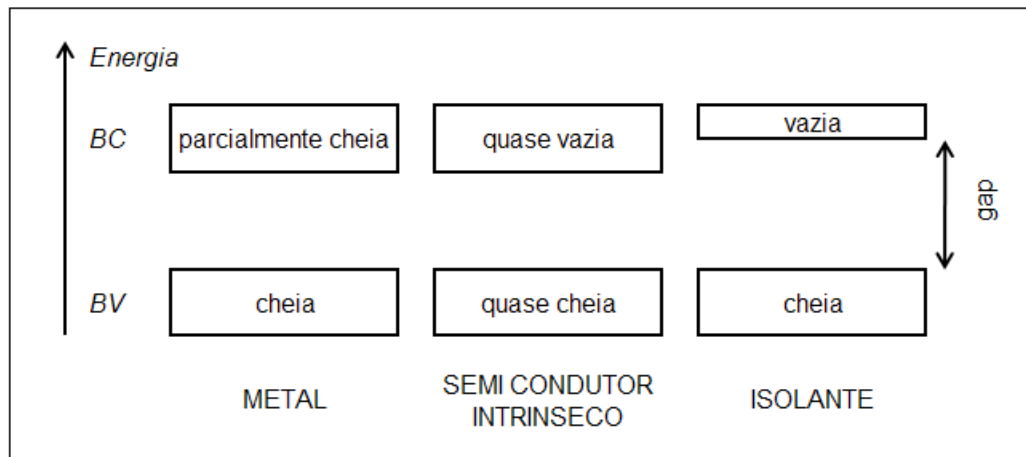 Energia
BC
parcialmente cheia
quase vazia
vazia
gap
BV
cheia
quase cheia
cheia
METAL
SEMI CONDUTOR
INTRINSECO
ISOLANTE